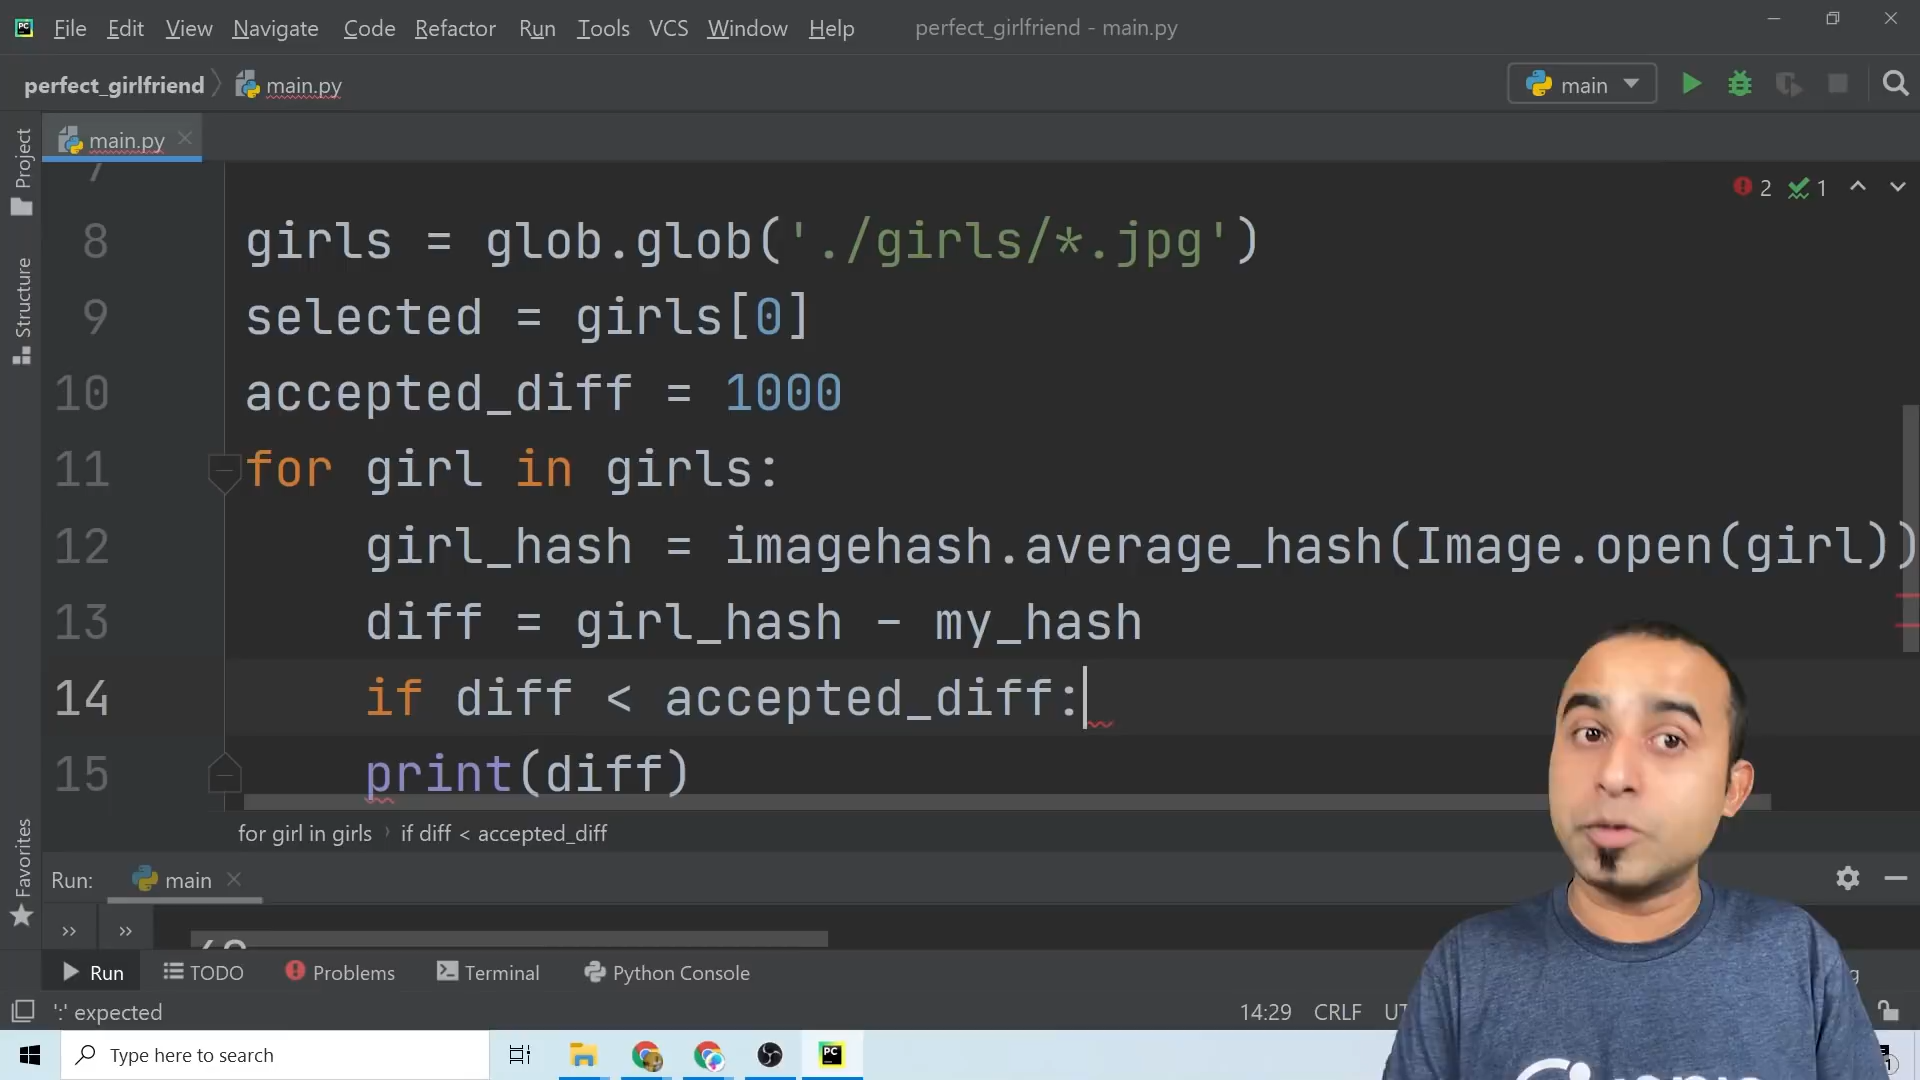 File Edit View Navigate Code Refactor Run Tools VCS Window Help perfect_girlfriend - main.py
perfect_girlfriend main.py main
main.py
Project
Structure
Favorites
2 1
7
8 girls = glob.glob('./girls/*.jpg')
9 selected = girls[0]
10 accepted_diff = 1000
11 for girl in girls:
12 girl_hash = imagehash.average_hash(Image.open(girl))
13 diff = girl_hash - my_hash
14 if diff < accepted_diff:
15 print(diff)
for girl in girls › if diff < accepted_diff
Run: main
Run TODO Problems Terminal Python Console
':' expected 14:29 CRLF
Type here to search